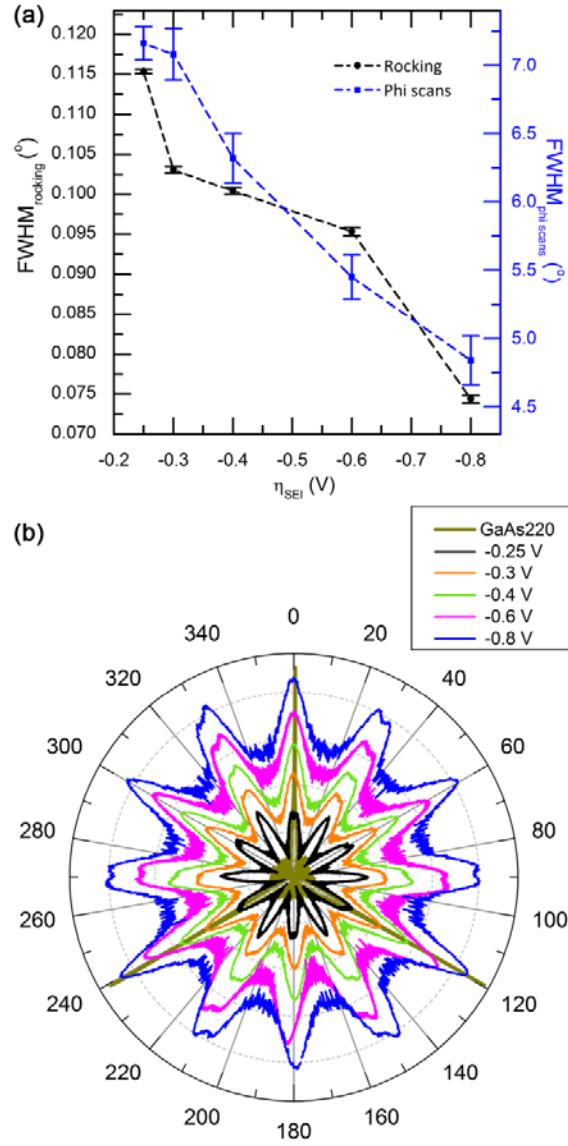 (a)
0.120
0.115
0.110
0.105
0.100
0.095
0.090
0.085
0.080
0.075
0.070
FWHM rocking (°)
Rocking
Phi scans
7.0
6.5
6.0
5.5
5.0
4.5
FWHM phi scans (°)
-0.2 -0.3 -0.4 -0.5 -0.6 -0.7 -0.8
ηSEI (V)
(b)
GaAs220
-0.25 V
-0.3 V
-0.4 V
-0.6 V
-0.8 V
0
20
40
60
80
100
120
140
160
180
200
220
240
260
280
300
320
340